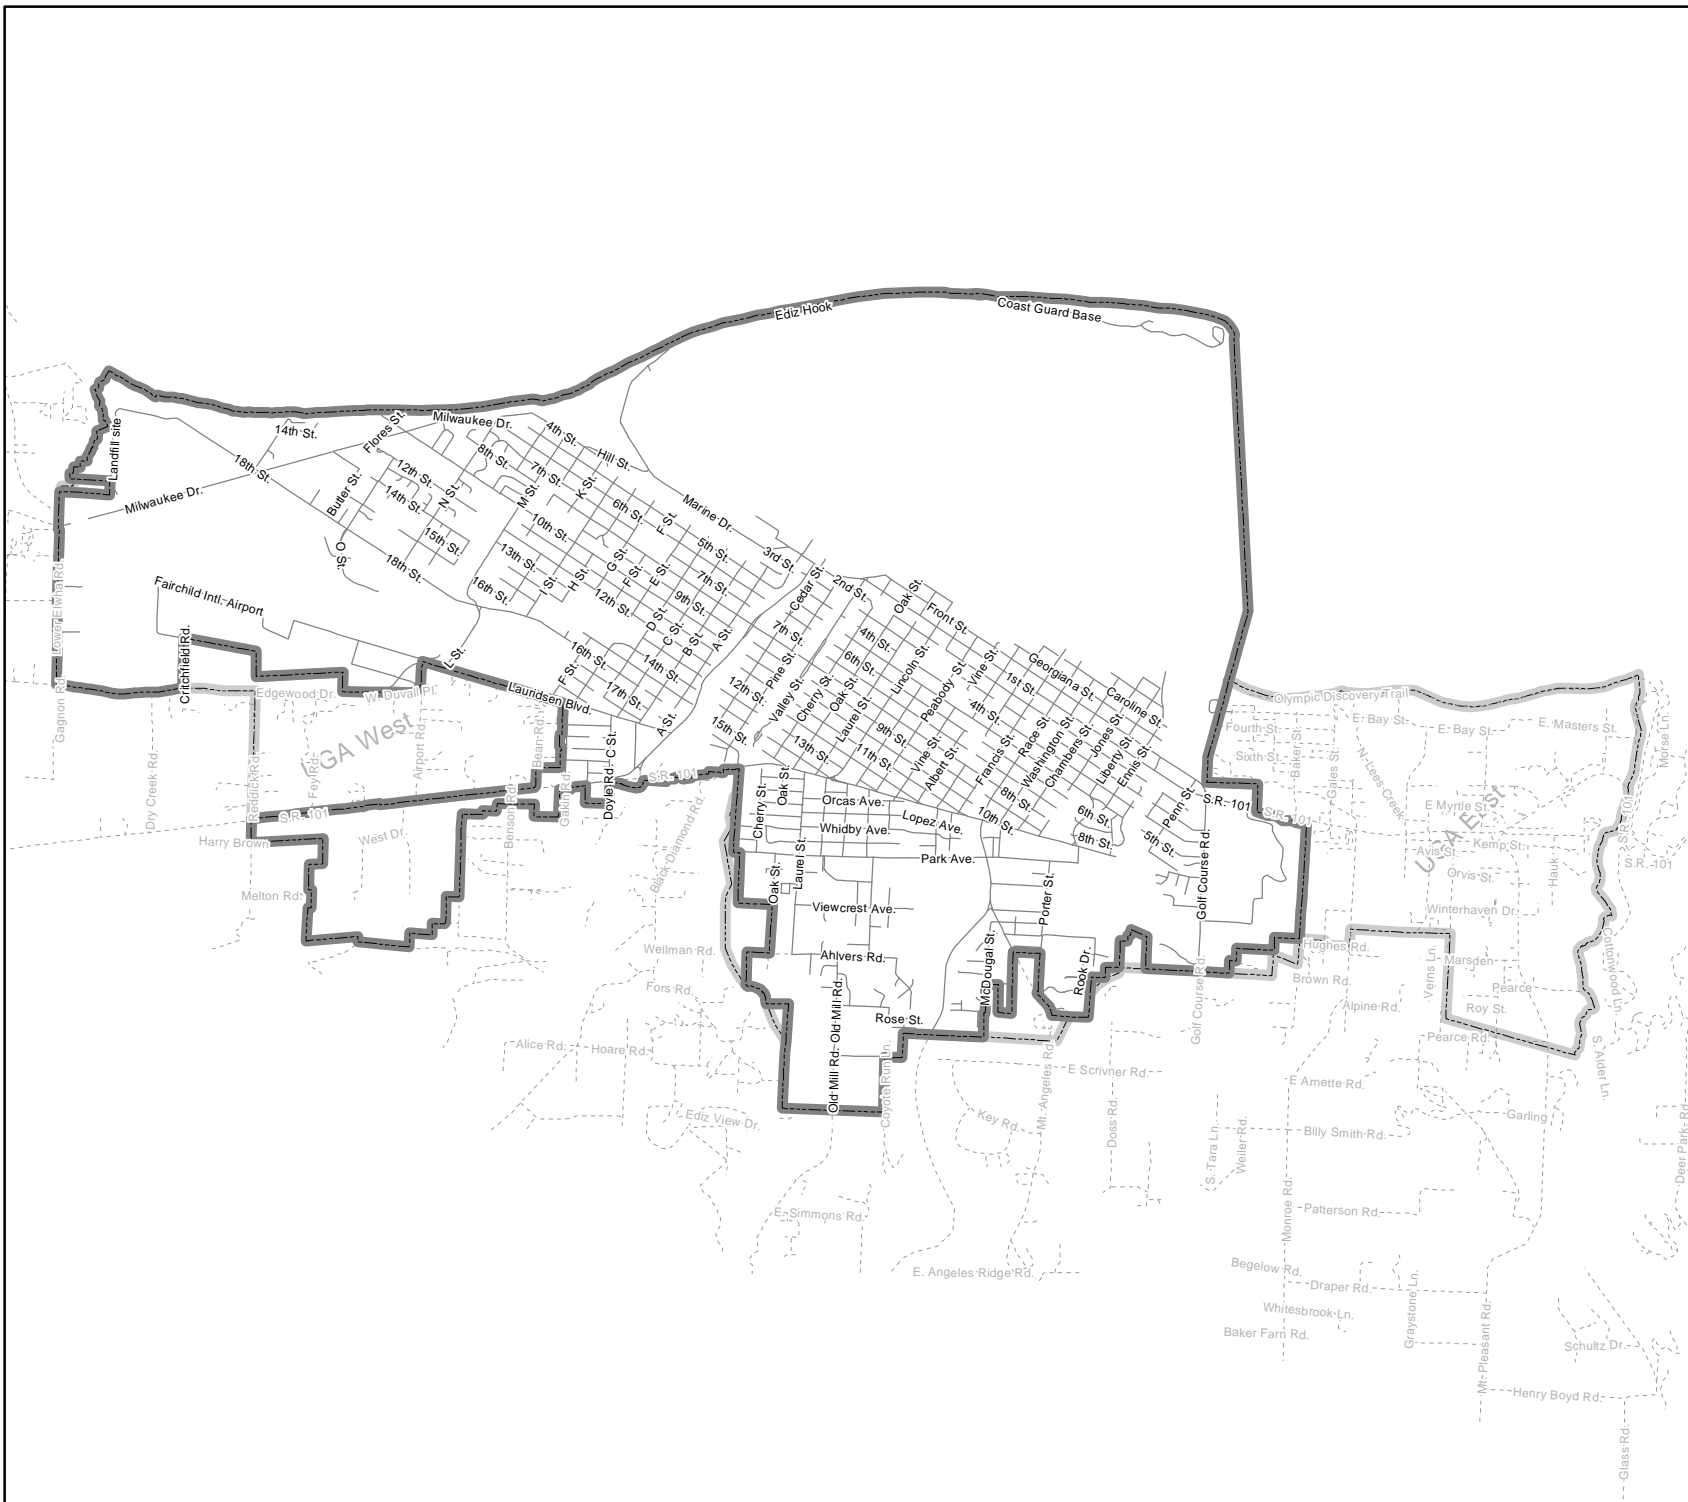 Ediz Hook
Coast Guard Base
Milwaukee Dr.
14th St.
Flores St.
4th St.
Hill St.
Landfill site
18th St.
8th St.
7th St.
K St.
12th St.
Butler St.
14th St.
N St.
M St.
Milwaukee Dr.
6th St.
F St.
Marine Dr.
10th St.
15th St.
O St.
5th St.
3rd St.
13th St.
G St.
18th St.
16th St.
I St.
H St.
F St.
E St.
7th St.
Cedar St.
2nd St.
Oak St.
12th St.
9th St.
Front St.
Fairchild Intl. Airport
Lower Elwha Rd.
Critchfield Rd.
D St.
C St.
B St.
A St.
7th St.
4th St.
L St.
16th St.
14th St.
Pine St.
6th St.
Lincoln St.
Georgiana St.
Vine St.
1st St.
F St.
17th St.
12th St.
Valley St.
Cherry St.
Oak St.
Laurel St.
Peabody St.
Caroline St.
Gagnon Rd.
Edgewood Dr.
W. Duvall Pl.
Lauridsen Blvd.
Olympic Discovery Trail
A St.
15th St.
13th St.
9th St.
11th St.
4th St.
Race St.
Washington St.
Chambers St.
Jones St.
Liberty St.
Ennis St.
Fourth St.
E. Bay St.
E. Bay St.
E. Masters St.
Morse Ln.
UGA West
Airport Rd.
Bean Rd.
C St.
Vine St.
Albert St.
Francis St.
Sixth St.
Baker St.
Gales St.
N. Lees Creek
Dry Creek Rd.
Reddick Rd.
Fey Rd.
S.R. 101
Benson Rd.
Gakin Rd.
Doyle Rd.
S.R. 101
Cherry St.
Oak St.
Orcas Ave.
Lopez Ave.
8th St.
10th St.
6th St.
Penn St.
S.R. 101
S.R. 101
E Myrtle St.
UGA East
S.R. 101
Harry Brown
West Dr.
Black Diamond Rd.
Whidby Ave.
8th St.
5th St.
Park Ave.
Avis St.
Kemp St.
S.R. 101
Melton Rd.
Oak St.
Laurel St.
Porter St.
Golf Course Rd.
Orvis St.
Hauk
Viewcrest Ave.
Winterhaven Dr.
Wellman Rd.
Ahlvers Rd.
McDougal St.
Rook Dr.
Hughes Rd.
Cottonwood Ln.
Fors Rd.
Old Mill Rd.
Golf Course Rd.
Brown Rd.
Verns Ln.
Marsden
Pearce
Alpine Rd.
Roy St.
Rose St.
Alice Rd.
Hoare Rd.
Old Mill Rd.
Coyote Run Ln.
Mt. Angeles Rd.
E Scrivner Rd.
Pearce Rd.
S. Alder Ln.
E Arnette Rd.
Ediz View Dr.
Key Rd.
Doss Rd.
S. Tara Ln.
Weiler Rd.
Billy Smith Rd.
Garling
Deer Park Rd
E. Simmons Rd.
Monroe Rd.
Patterson Rd.
E. Angeles Ridge Rd.
Begelow Rd.
Draper Rd.
Whitesbrook Ln.
Graystone Ln.
Baker Farn Rd.
Mt. Pleasant Rd.
Schultz Dr.
Henry Boyd Rd.
Glass Rd.